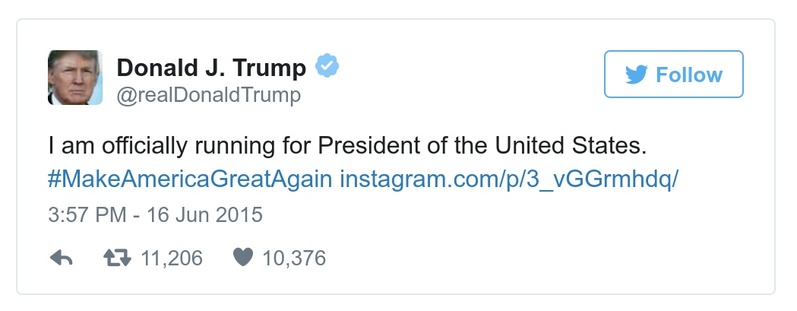 Donald J. Trump
@realDonaldTrump
Follow
I am officially running for President of the United States.
#MakeAmericaGreatAgain instagram.com/p/3_vGGrmhdq/
3:57 PM - 16 Jun 2015
11,206 10,376